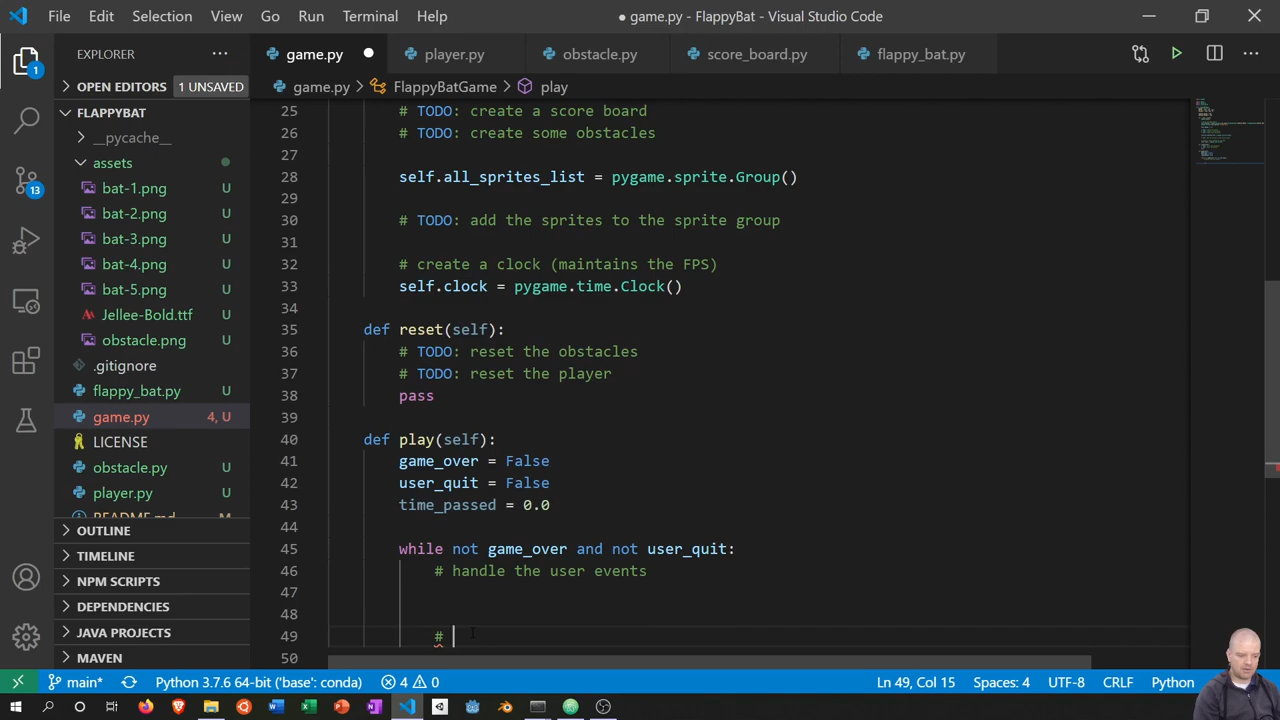 File Edit Selection View Go Run Terminal Help
● game.py - FlappyBat - Visual Studio Code
EXPLORER
game.py
player.py
obstacle.py
score_board.py
flappy_bat.py
OPEN EDITORS 1 UNSAVED
game.py > FlappyBatGame > play
FLAPPYBAT
__pycache__
assets
bat-1.png U
bat-2.png U
bat-3.png U
bat-4.png U
bat-5.png U
Jellee-Bold.ttf U
obstacle.png U
.gitignore
flappy_bat.py U
game.py 4, U
LICENSE
obstacle.py U
player.py U
README.md M
OUTLINE
TIMELINE
NPM SCRIPTS
DEPENDENCIES
JAVA PROJECTS
MAVEN
1
13
25 # TODO: create a score board
26 # TODO: create some obstacles
27
28 self.all_sprites_list = pygame.sprite.Group()
29
30 # TODO: add the sprites to the sprite group
31
32 # create a clock (maintains the FPS)
33 self.clock = pygame.time.Clock()
34
35 def reset(self):
36 # TODO: reset the obstacles
37 # TODO: reset the player
38 pass
39
40 def play(self):
41 game_over = False
42 user_quit = False
43 time_passed = 0.0
44
45 while not game_over and not user_quit:
46 # handle the user events
47
48
49 #
50
main* Python 3.7.6 64-bit ('base': conda) 4 0 Ln 49, Col 15 Spaces: 4 UTF-8 CRLF Python